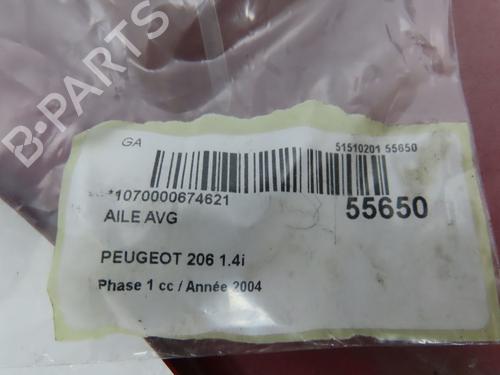 B-PARTS
GA
51510201 55650
*1070000674621
55650
AILE AVG
PEUGEOT 206 1.4i
Phase 1 cc / Année 2004